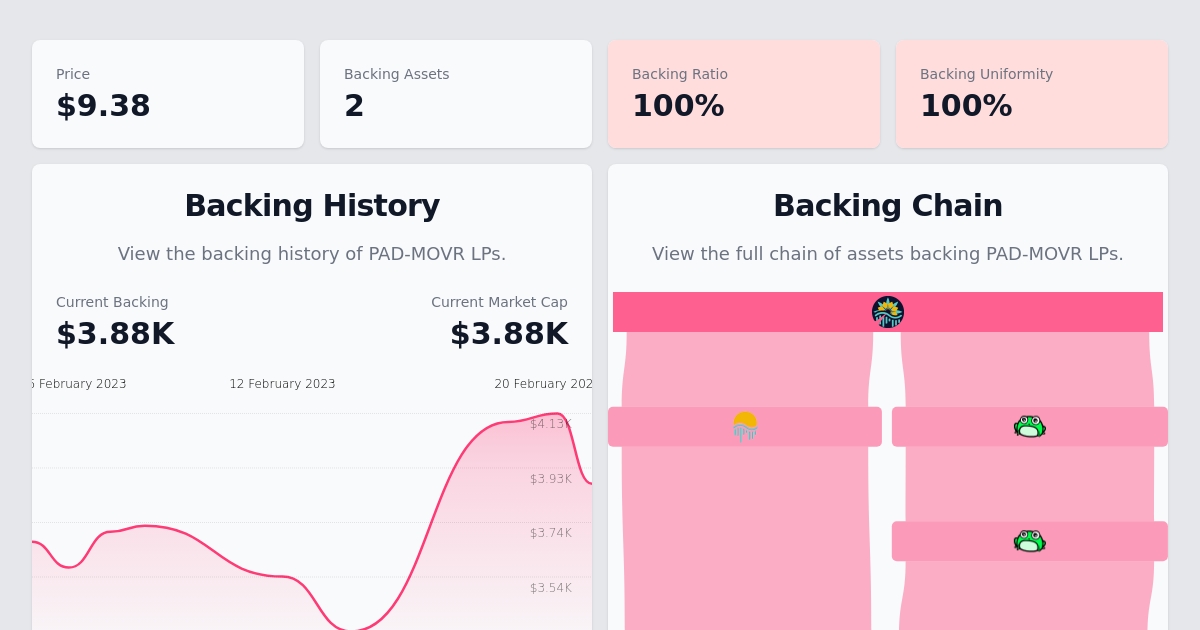 Price
$9.38
Backing Assets
2
Backing Ratio
100%
Backing Uniformity
100%
Backing History
View the backing history of PAD-MOVR LPs.
Current Backing
$3.88K
Current Market Cap
$3.88K
February 2023
12 February 2023
20 February 202
$4.13K
$3.93K
$3.74K
$3.54K
Backing Chain
View the full chain of assets backing PAD-MOVR LPs.